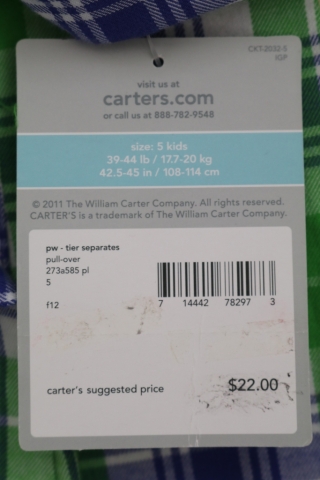 CKT-2032-5
visit us at
carters.com
or call us at 888-782-9548
size: 5 kids
39-44 lb / 17.7-20 kg
42.5-45 in / 108-114 cm
© 2011 The William Carter Company. All rights reserved.
CARTER'S is a trademark of The William Carter Company.
pw - tier separates
pull-over
273a585 pl
5
f12
7 14442 78297 3
carter's suggested price
$22.00